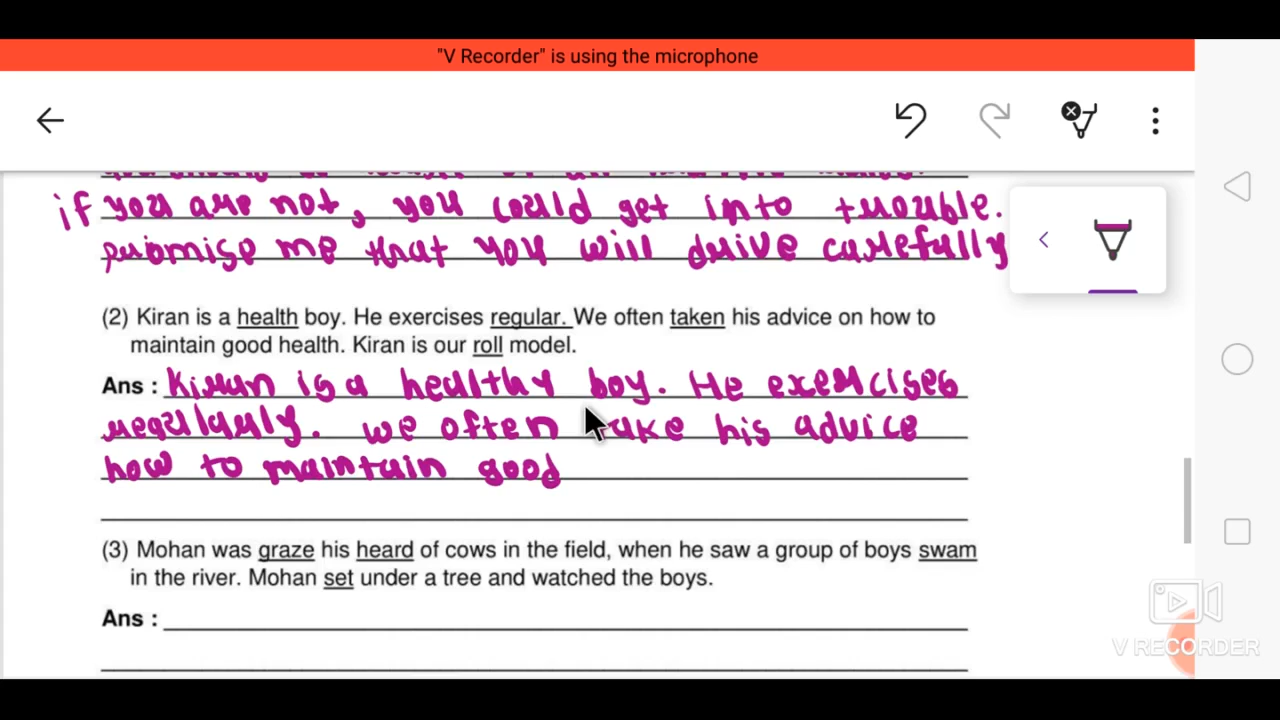 "V Recorder" is using the microphone
if you are not, you could get into trouble.
promise me that you will drive carefully
(2) Kiran is a health boy. He exercises regular. We often taken his advice on how to
maintain good health. Kiran is our roll model.
Ans : Kiran is a healthy boy. He exercises
regularly. we often take his advice
how to maintain good
(3) Mohan was graze his heard of cows in the field, when he saw a group of boys swam
in the river. Mohan set under a tree and watched the boys.
Ans :
V RECORDER